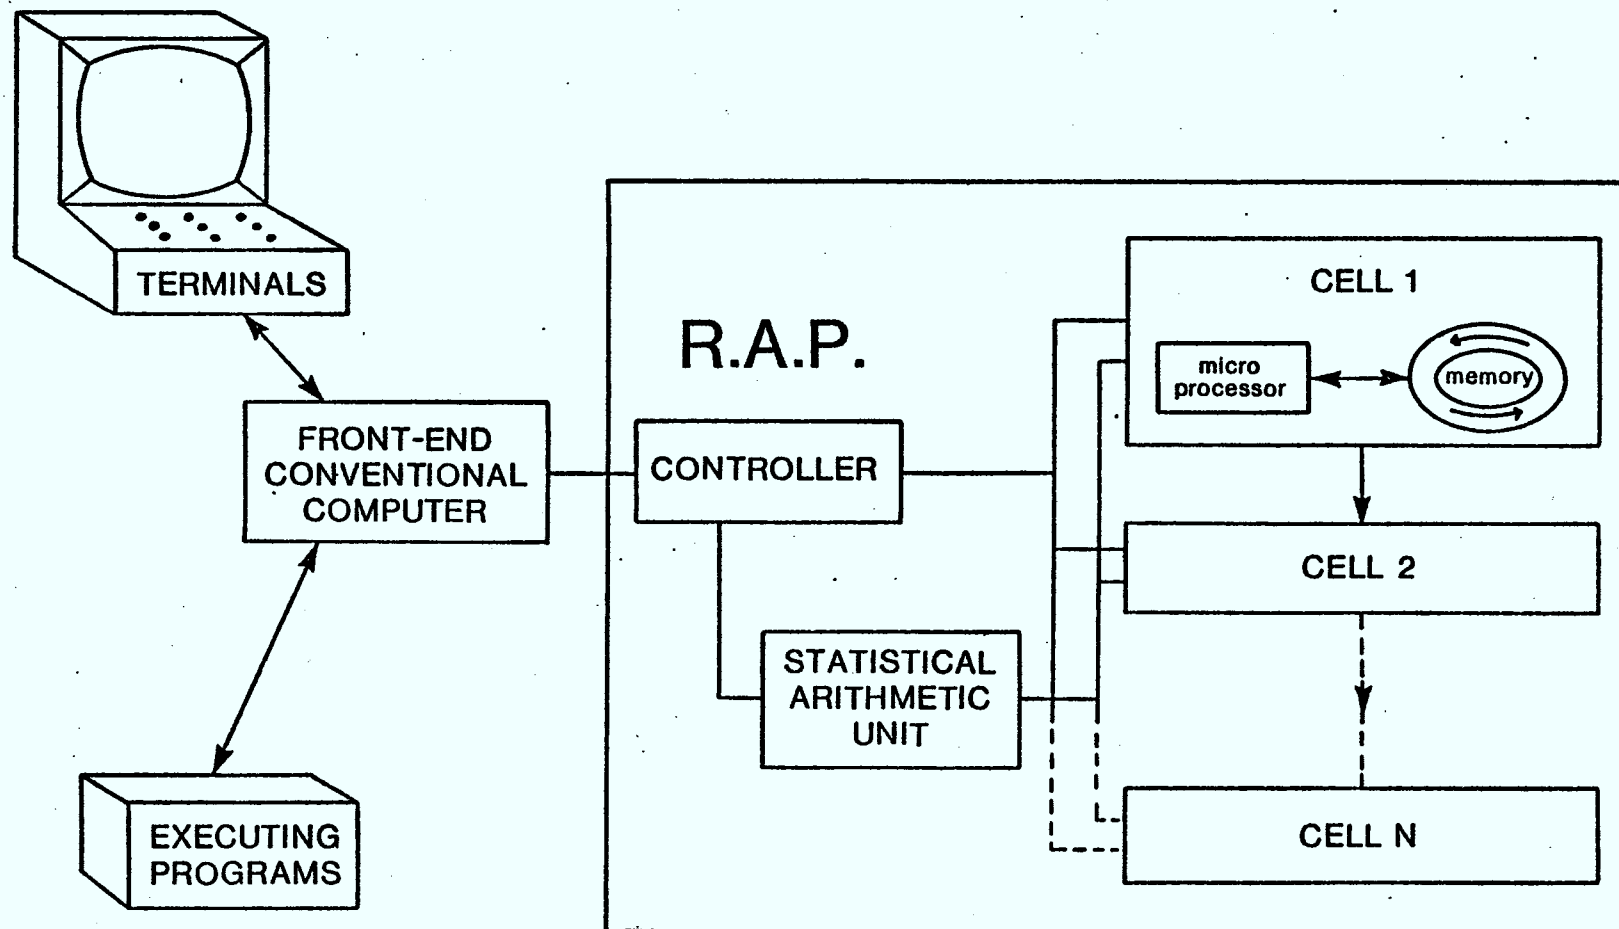 TERMINALS
FRONT-END
CONVENTIONAL
COMPUTER
EXECUTING
PROGRAMS
R.A.P.
CONTROLLER
STATISTICAL
ARITHMETIC
UNIT
CELL 1
micro
processor
memory
CELL 2
CELL N